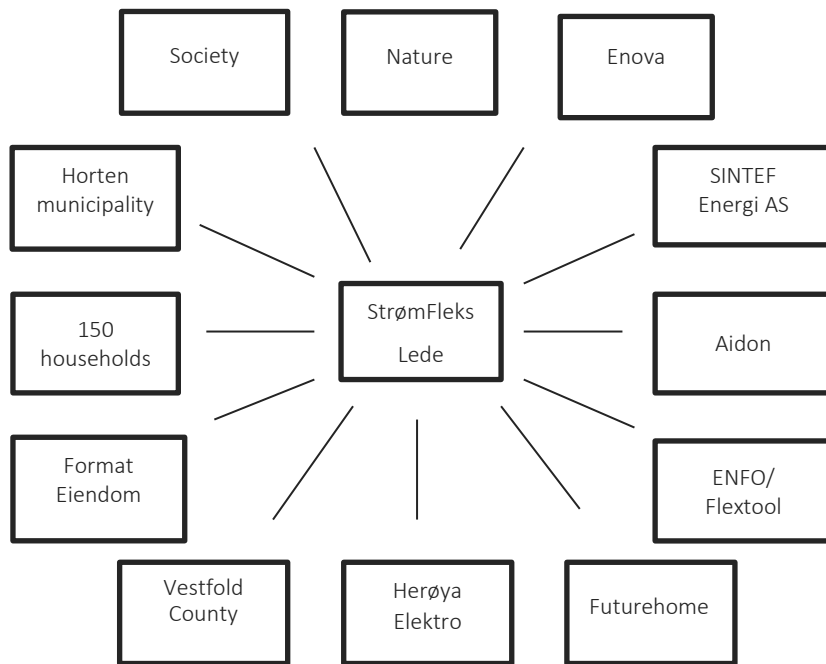 Society
Nature
Enova
Horten
municipality
SINTEF
Energi AS
StrømFleks
Lede
150
households
Aidon
Format
Eiendom
ENFO/
Flextool
Vestfold
County
Herøya
Elektro
Futurehome